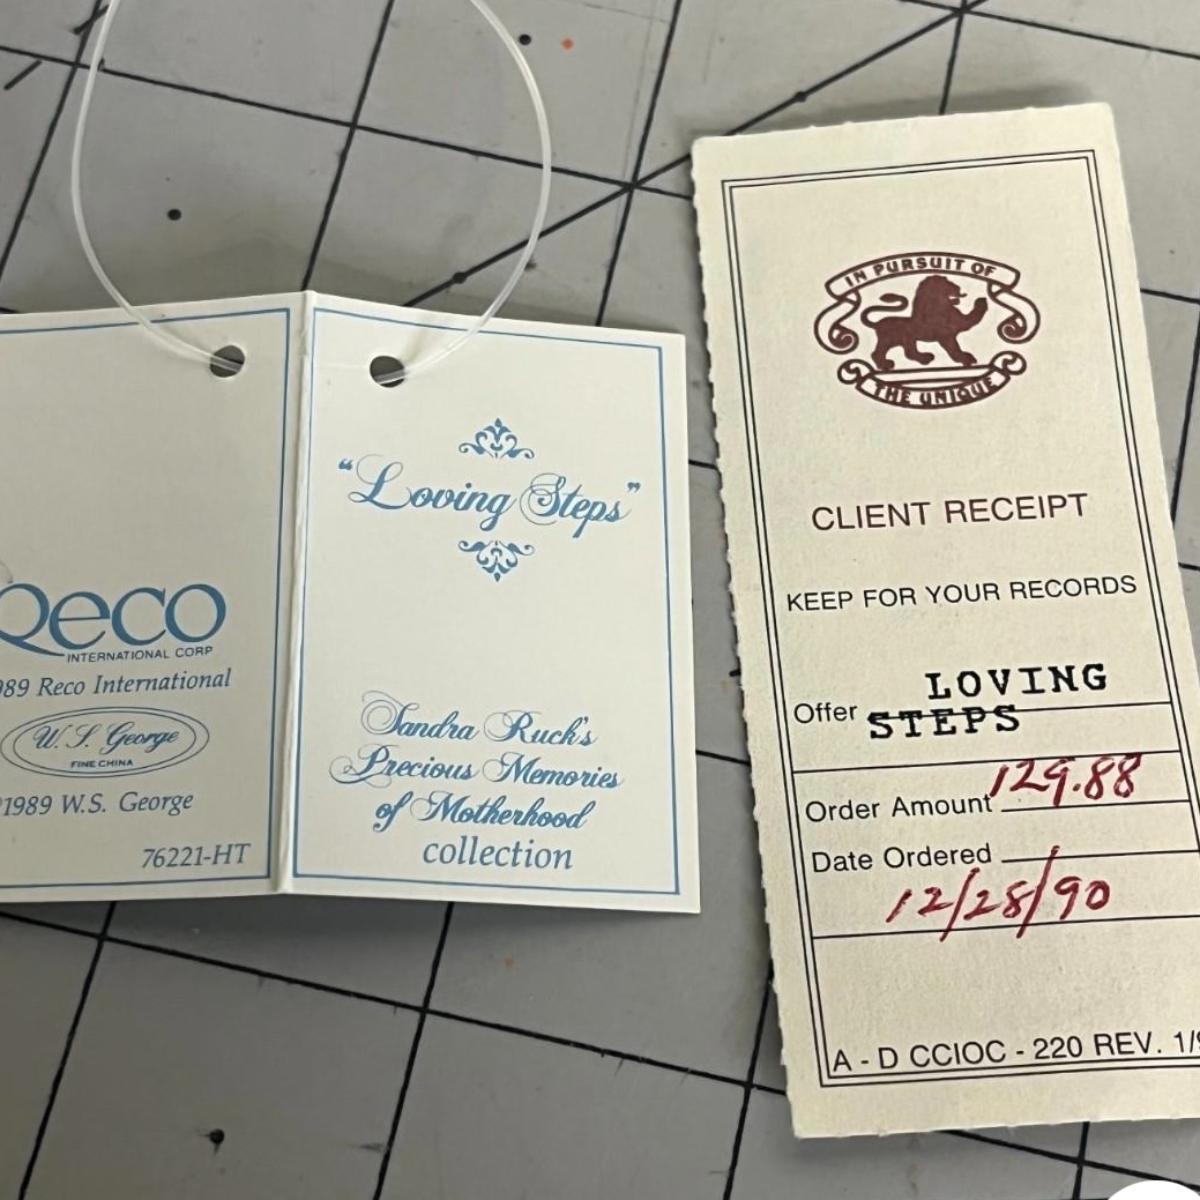 Reco
INTERNATIONAL CORP
989 Reco International
W. S. George
FINE CHINA
1989 W.S. George
76221-HT
"Loving Steps"
Sandra Kuck's
Precious Memories
of Motherhood
collection
IN PURSUIT OF
THE UNIQUE
CLIENT RECEIPT
KEEP FOR YOUR RECORDS
LOVING
Offer STEPS
Order Amount 129.88
Date Ordered
12/28/90
A - D CCIOC - 220 REV. 1/9